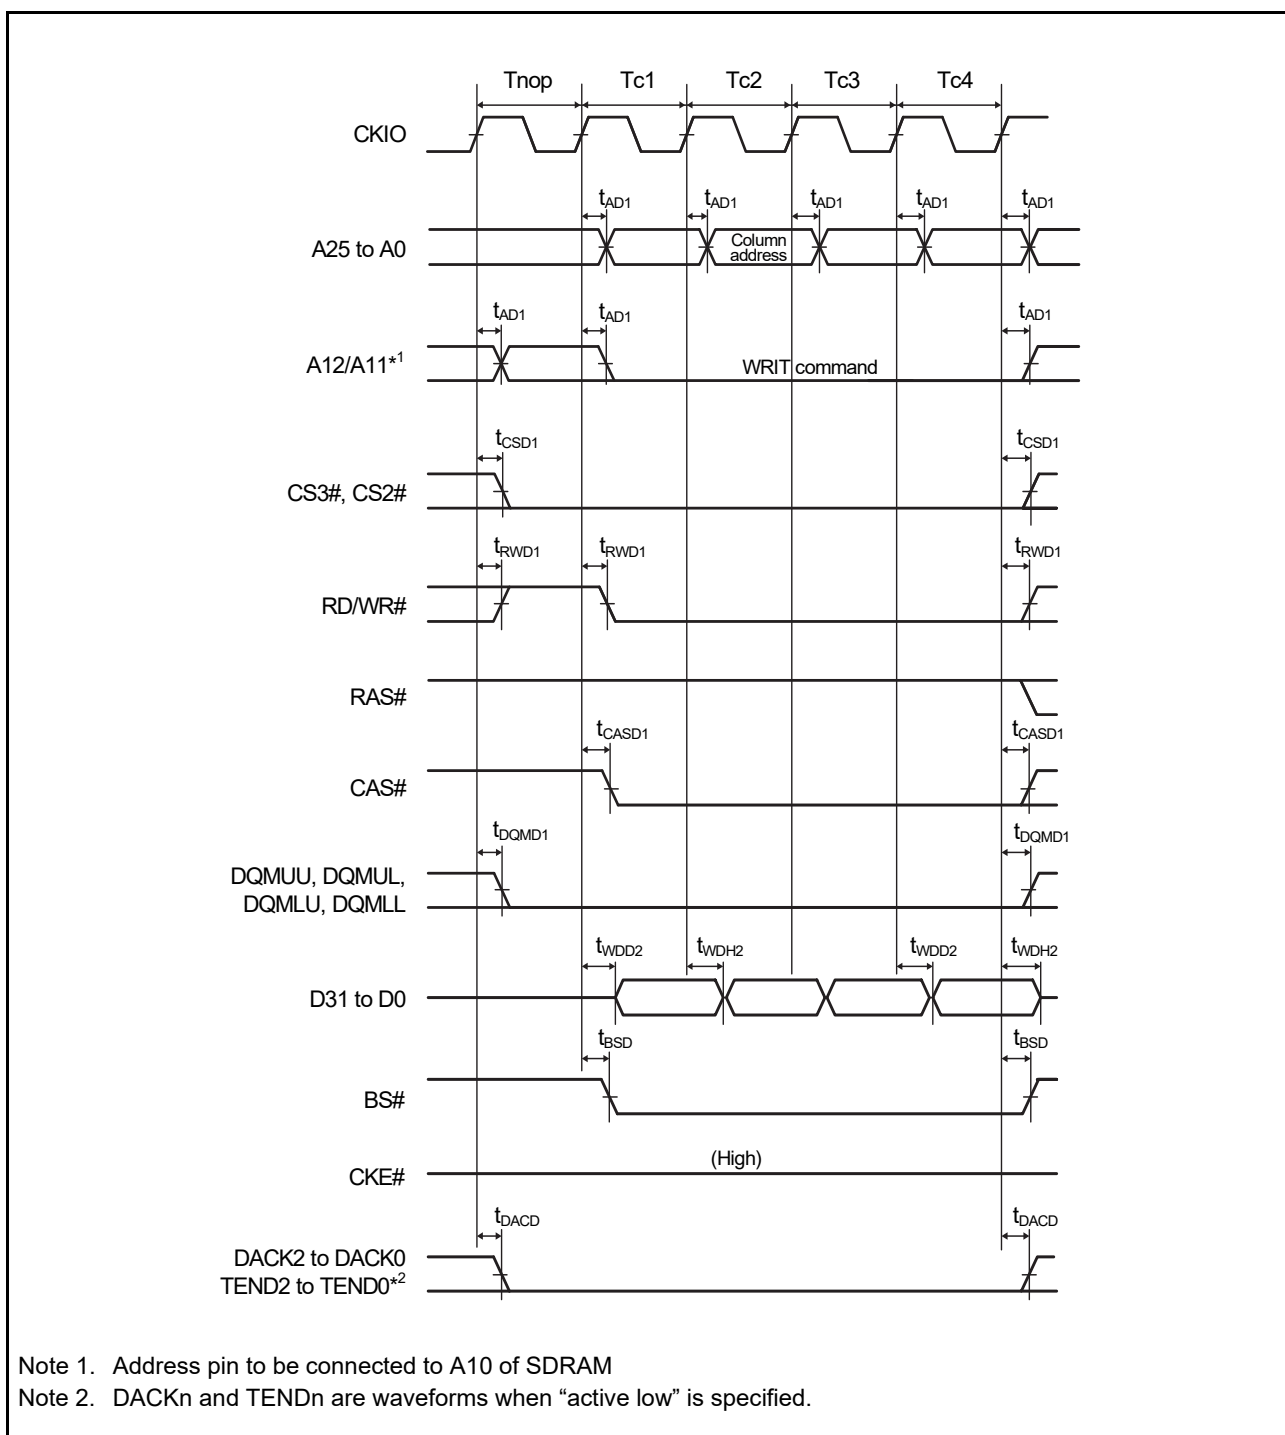 Tnop Tc1 Tc2 Tc3 Tc4
CKIO
tAD1 tAD1 tAD1 tAD1 tAD1
A25 to A0
Column
address
tAD1 tAD1 tAD1
A12/A11*1
WRIT command
tCSD1 tCSD1
CS3#, CS2#
tRWD1 tRWD1 tRWD1
RD/WR#
RAS#
tCASD1 tCASD1
CAS#
tDQMD1 tDQMD1
DQMUU, DQMUL,
DQMLU, DQMLL
tWDD2 tWDH2 tWDD2 tWDH2
D31 to D0
tBSD tBSD
BS#
(High)
CKE#
tDACD tDACD
DACK2 to DACK0
TEND2 to TEND0*2
Note 1. Address pin to be connected to A10 of SDRAM
Note 2. DACKn and TENDn are waveforms when “active low” is specified.